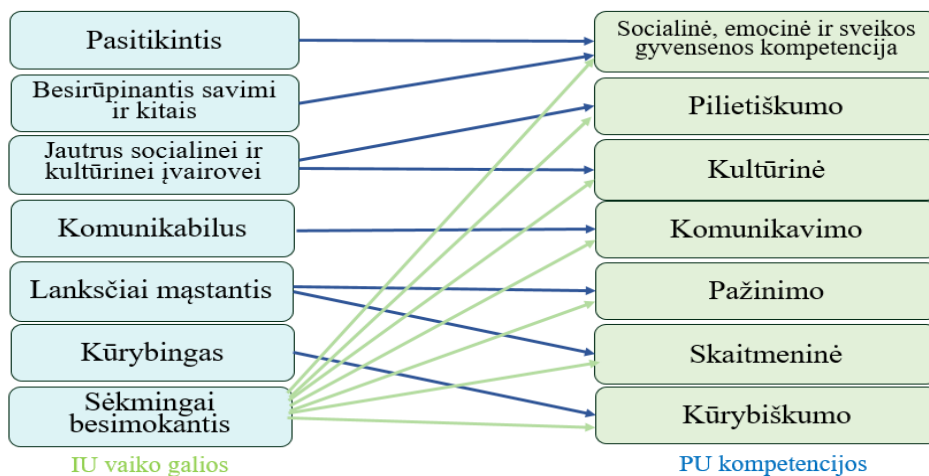 Pasitikintis
Besirūpinantis savimi
ir kitais
Jautrus socialinei ir
kultūrinei įvairovei
Komunikabilus
Lanksčiai mąstantis
Kūrybingas
Sėkmingai
besimokantis
IU vaiko galios
Socialinė, emocinė ir sveikos
gyvensenos kompetencija
Pilietiškumo
Kultūrinė
Komunikavimo
Pažinimo
Skaitmeninė
Kūrybiškumo
PU kompetencijos